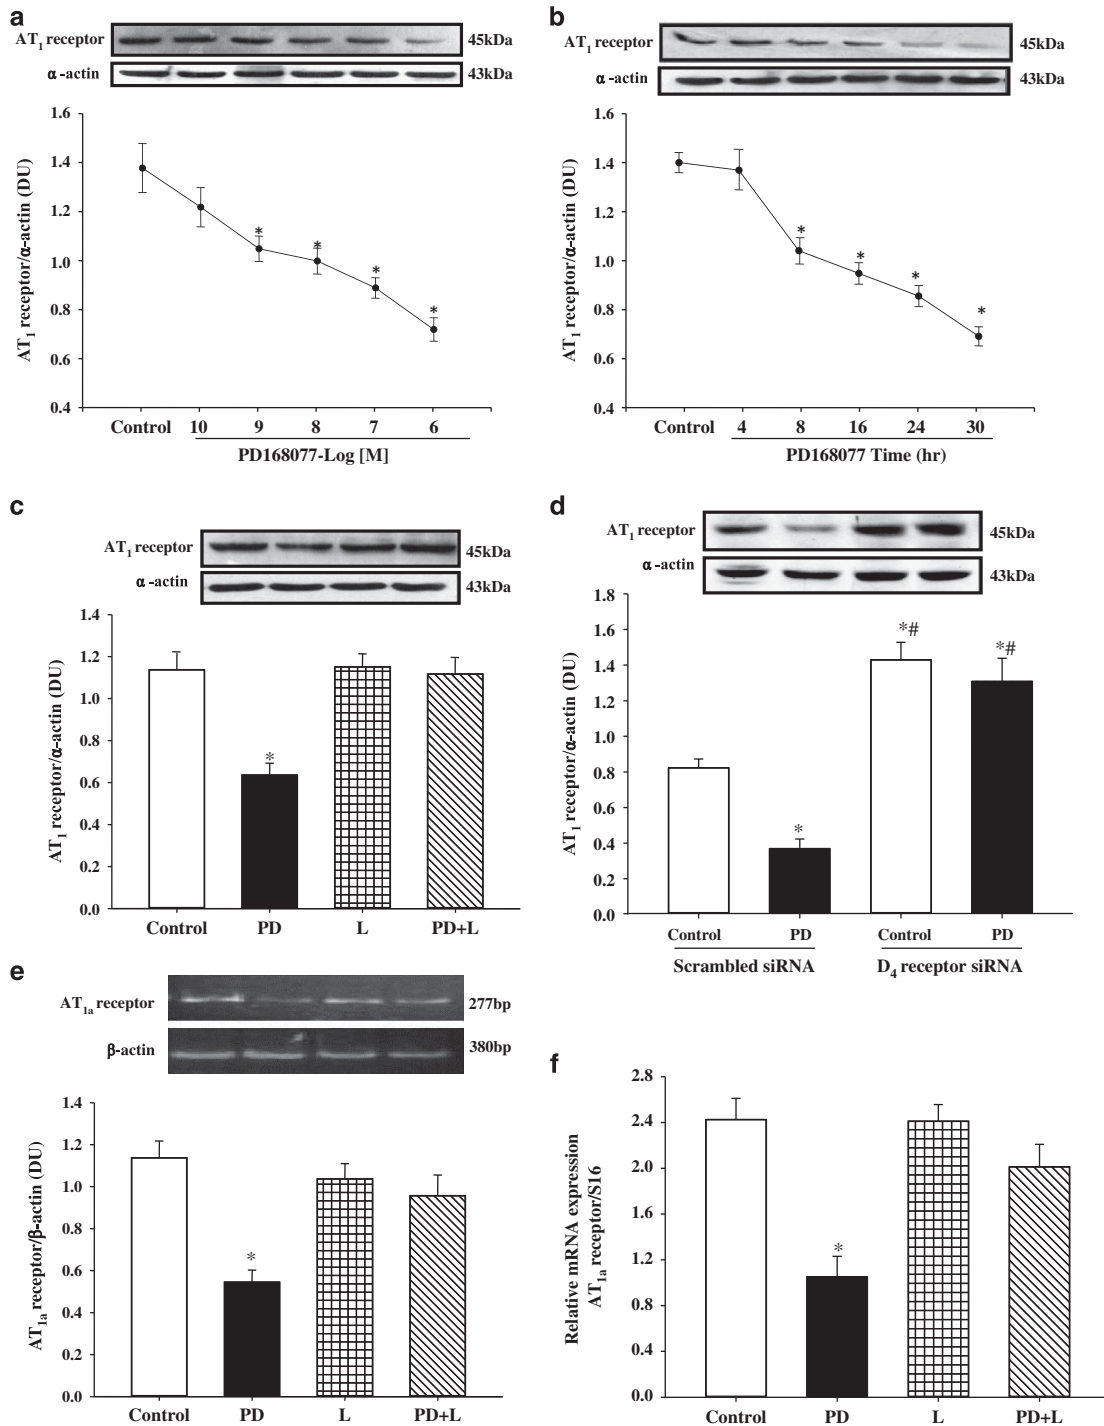 a
AT1 receptor
45kDa
α-actin
43kDa
AT1 receptor/α-actin (DU)
1.6
1.4
1.2
1.0
0.8
0.6
0.4
*
*
*
*
Control 10 9 8 7 6
PD168077-Log [M]
b
AT1 receptor
45kDa
α-actin
43kDa
AT1 receptor/α-actin (DU)
1.6
1.4
1.2
1.0
0.8
0.6
0.4
*
*
*
*
Control 4 8 16 24 30
PD168077 Time (hr)
c
AT1 receptor
45kDa
α-actin
43kDa
AT1 receptor/α-actin (DU)
1.4
1.2
1.0
0.8
0.6
0.4
0.2
0.0
*
Control PD L PD+L
d
AT1 receptor
45kDa
α-actin
43kDa
AT1 receptor/α-actin (DU)
1.8
1.6
1.4
1.2
1.0
0.8
0.6
0.4
0.2
0.0
*
*#
*#
Control PD Control PD
Scrambled siRNA D4 receptor siRNA
e
AT1a receptor
277bp
β-actin
380bp
AT1a receptor/β-actin (DU)
1.4
1.2
1.0
0.8
0.6
0.4
0.2
0.0
*
Control PD L PD+L
f
Relative mRNA expression
AT1a receptor/S16
2.8
2.4
2.0
1.6
1.2
0.8
0.4
0.0
*
Control PD L PD+L